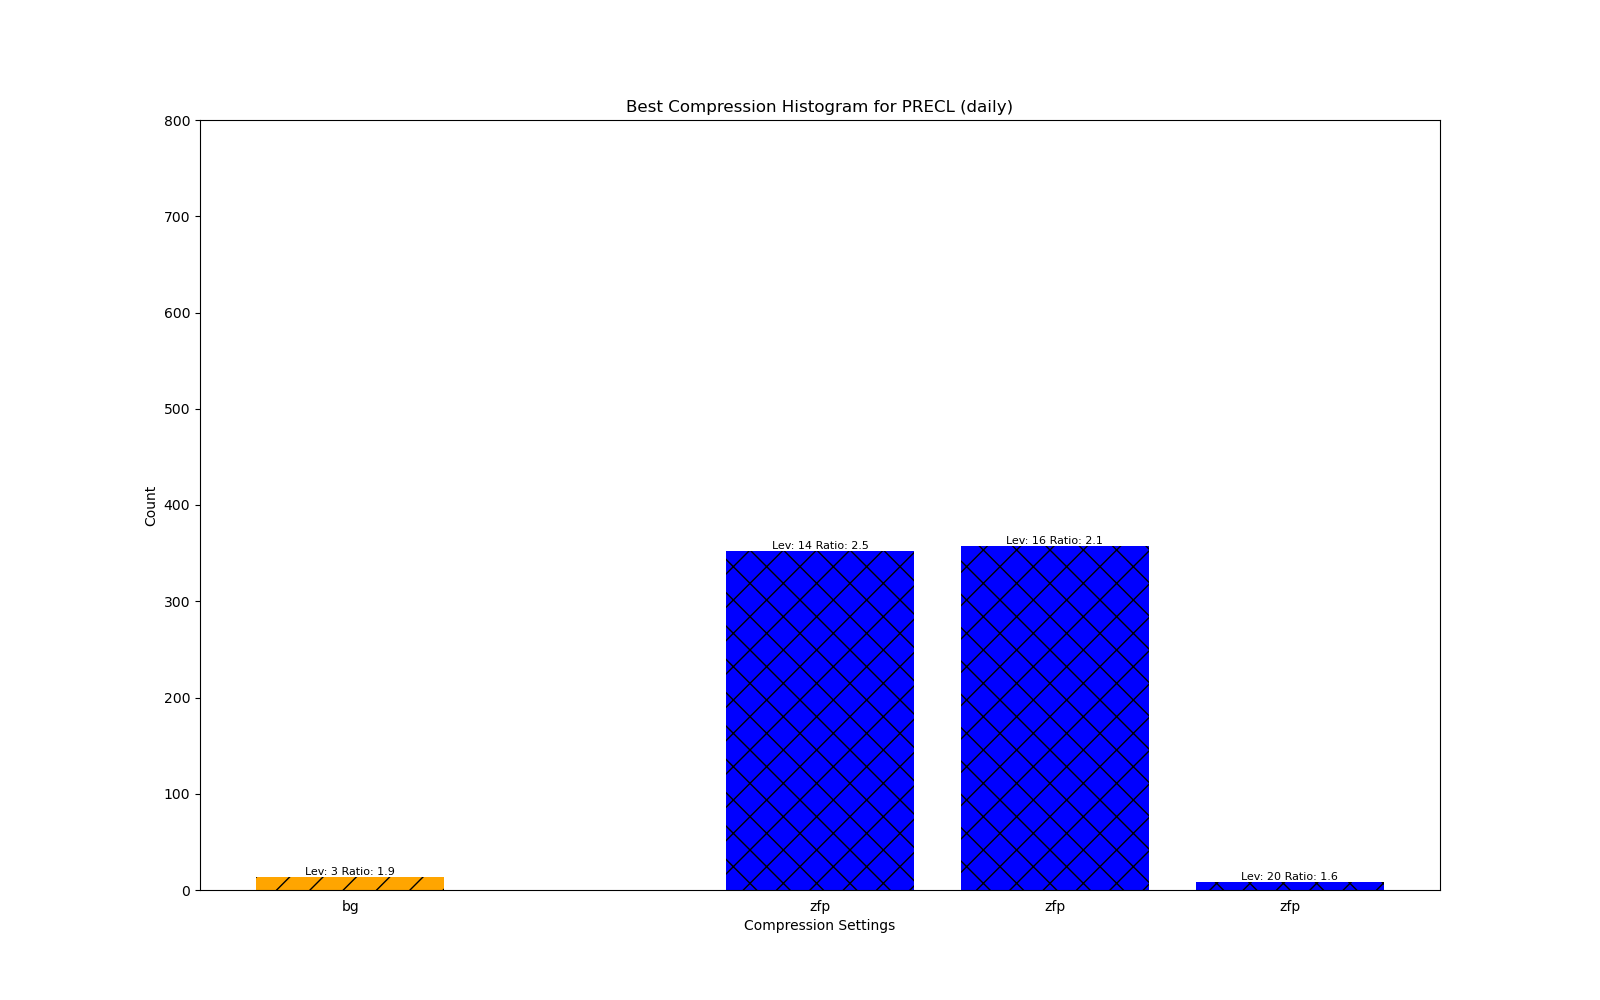 Best Compression Histogram for PRECL (daily)
800
700
600
500
400
300
200
100
0
Count
Lev: 3 Ratio: 1.9
Lev: 14 Ratio: 2.5
Lev: 16 Ratio: 2.1
Lev: 20 Ratio: 1.6
bg zfp zfp zfp
Compression Settings